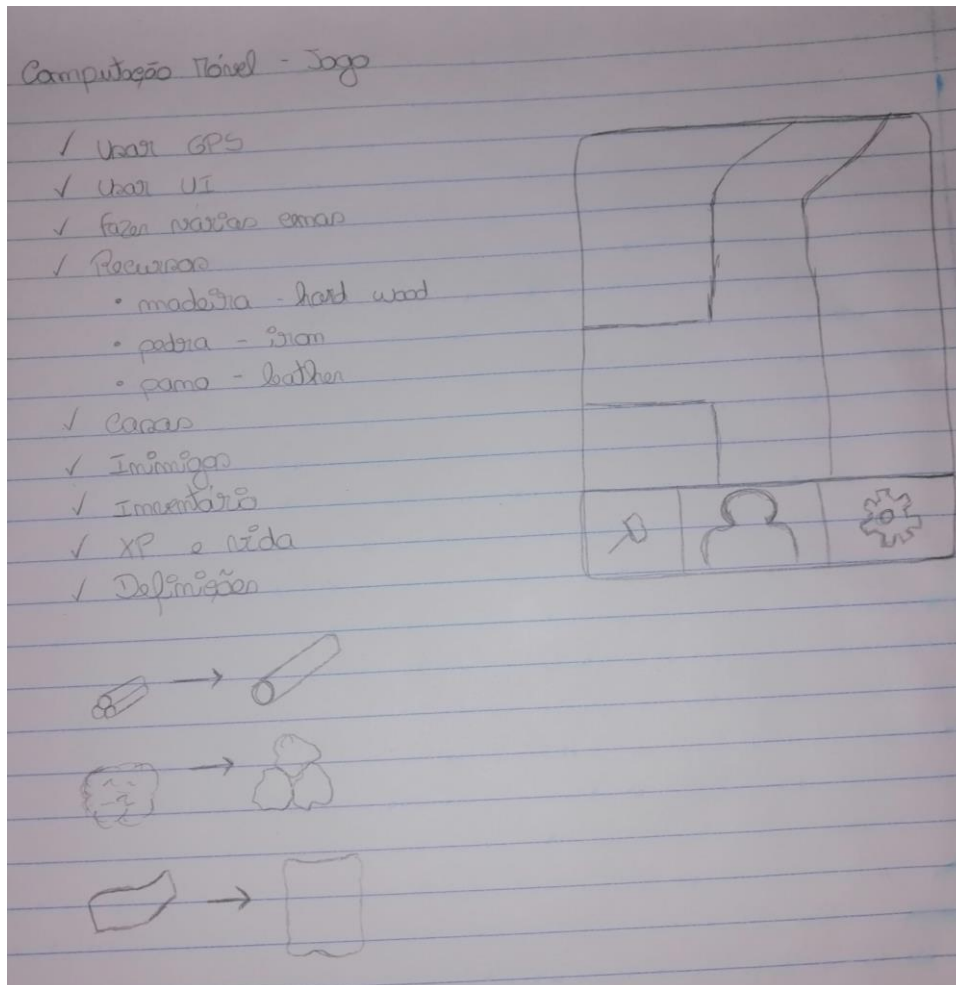 Computação Móvel - Jogo
✓ Usar GPS
✓ Usar UI
✓ fazer várias
✓ Recursos
• madeira - hard wood
• pedra - iron
• pano - leather
✓ Casas
✓ Inimigos
✓ Inventário
✓ XP e vida
✓ Definições